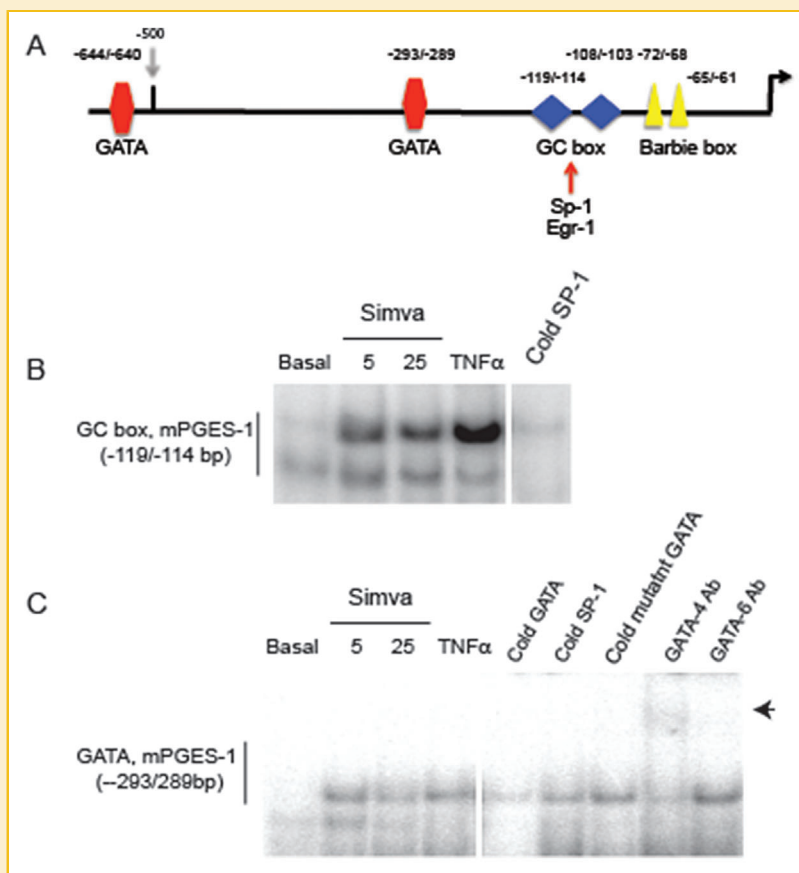 A
-500
-644/-640
-293/-289
-108/-103 -72/-68
-119/-114
-65/-61
GATA
GATA
GC box
Barbie box
Sp-1
Egr-1
B
Simva
Basal
5
25
TNFα
Cold SP-1
GC box, mPGES-1
(-119/-114 bp)
C
Simva
Basal
5
25
TNFα
Cold GATA
Cold SP-1
Cold mutatnt GATA
GATA-4 Ab
GATA-6 Ab
GATA, mPGES-1
(--293/289bp)